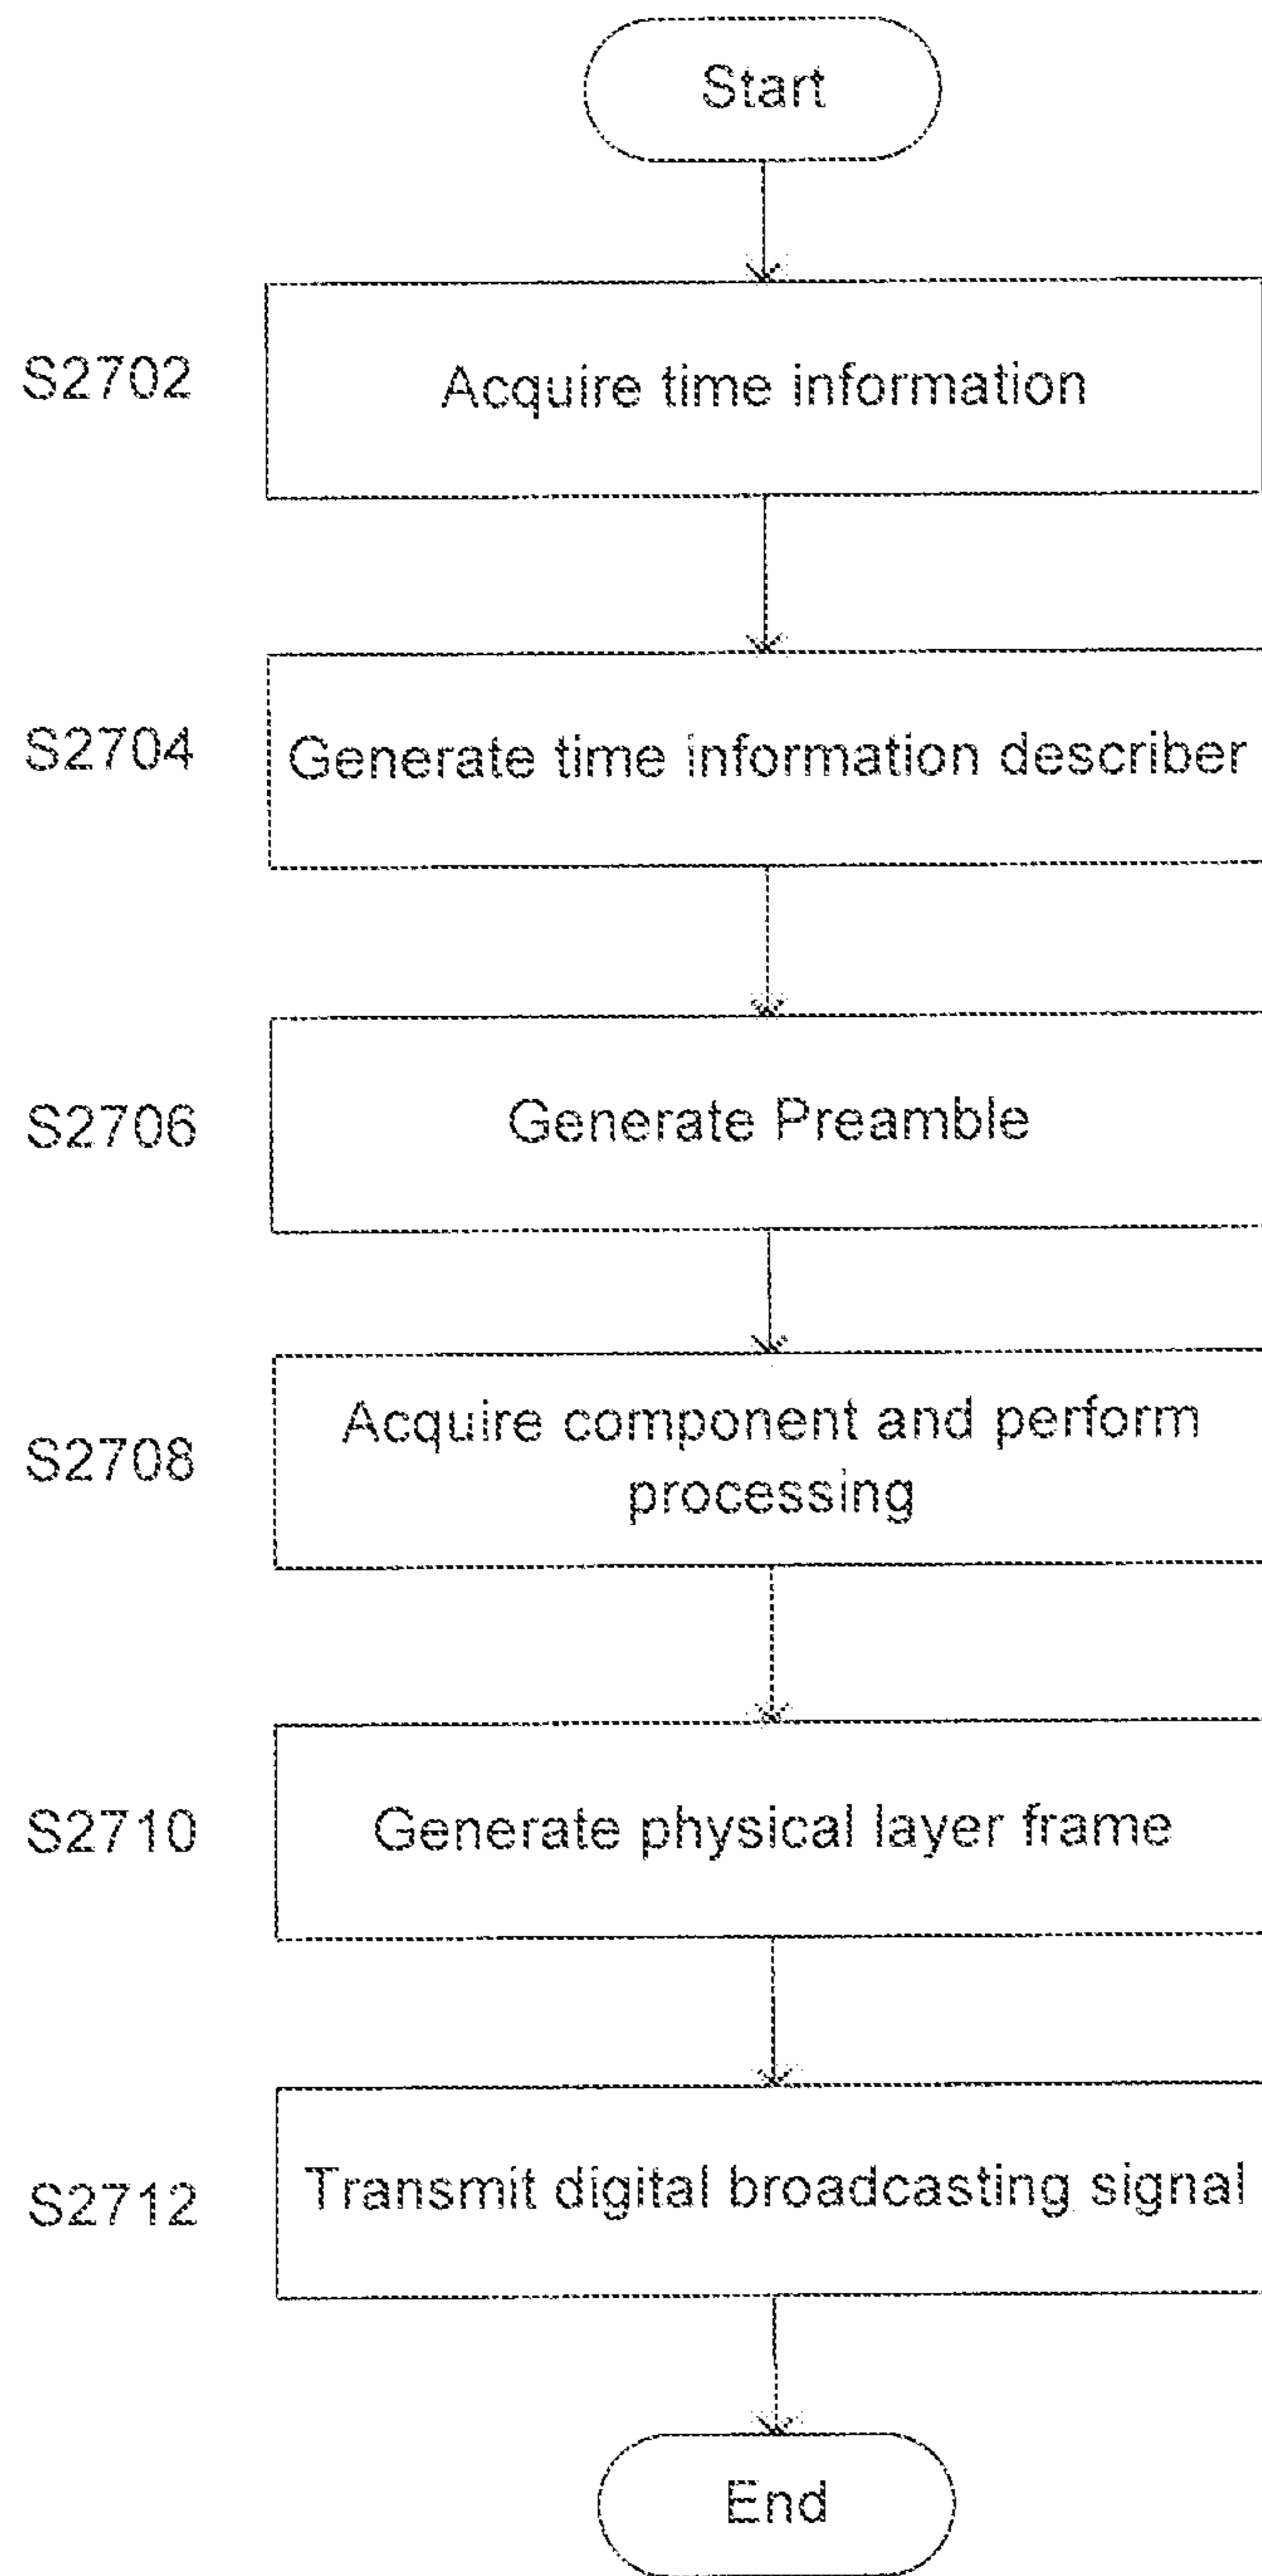 Start
S2702
Acquire time information
S2704
Generate time information describer
S2706
Generate Preamble
S2708
Acquire component and perform
processing
S2710
Generate physical layer frame
S2712
Transmit digital broadcasting signal
End